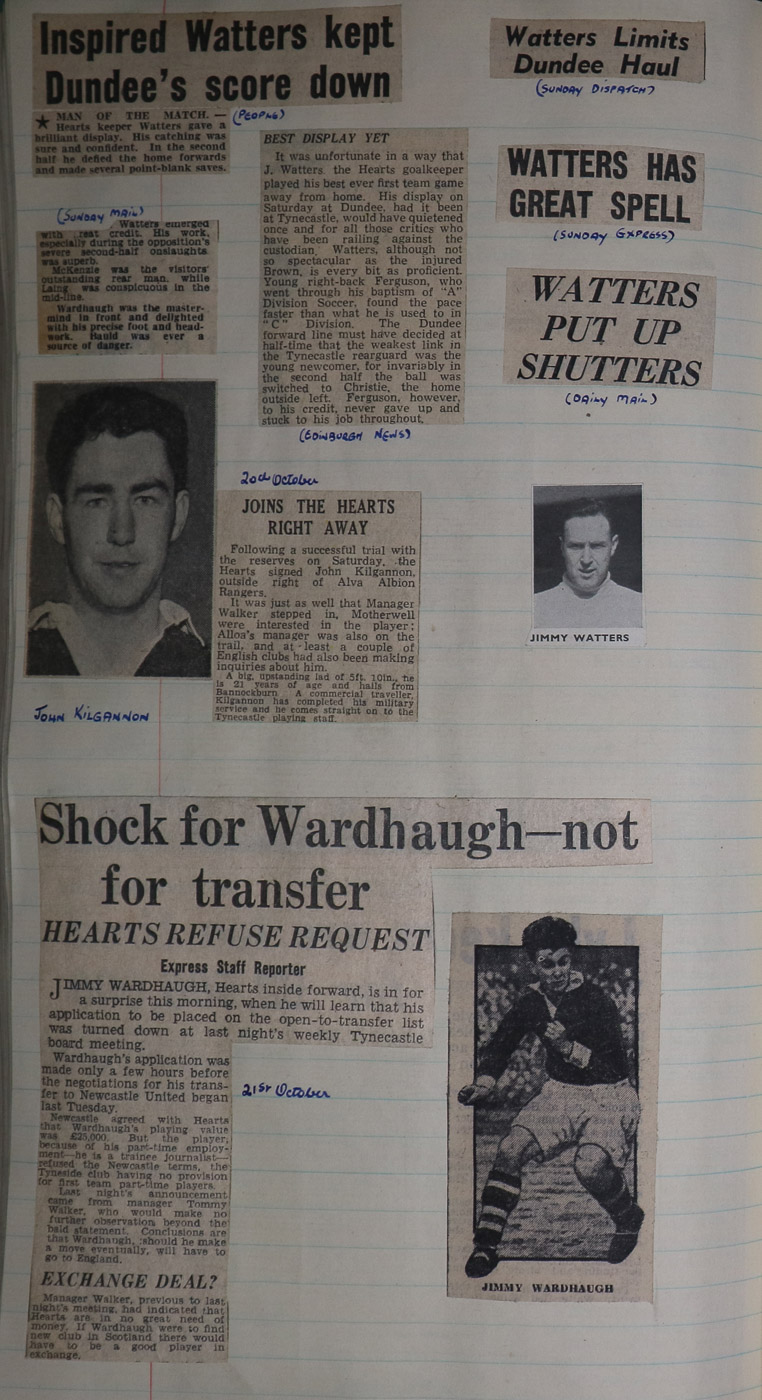 Inspired Watters kept
Dundee's score down
★ MAN OF THE MATCH. —
Hearts keeper Watters gave a
brilliant display. His catching was
sure and confident. In the second
half he defied the home forwards
and made several point-blank saves.
(PEOPLE)
(SUNDAY MAIL)
Watters emerged
with great credit. His work,
especially during the opposition's
severe second-half onslaughts
was superb.
McKenzie was the visitors'
outstanding rear man, while
Laing was conspicuous in the
mid-line.
Wardhaugh was the master-
mind in front and delighted
with his precise foot and head-
work. Bauld was ever a
source of danger.
BEST DISPLAY YET
It was unfortunate in a way that
J. Watters, the Hearts goalkeeper
played his best ever first team game
away from home. His display on
Saturday at Dundee, had it been
at Tynecastle, would have quietened
once and for all those critics who
have been railing against the
custodian. Watters, although not
so spectacular as the injured
Brown, is every bit as proficient.
Young right-back Ferguson, who
went through his baptism of "A"
Division Soccer, found the pace
faster than what he is used to in
"C" Division. The Dundee
forward line must have decided at
half-time that the weakest link in
the Tynecastle rearguard was the
young newcomer, for invariably in
the second half the ball was
switched to Christie, the home
outside left. Ferguson, however,
to his credit, never gave up and
stuck to his job throughout.
(EDINBURGH NEWS)
Watters Limits
Dundee Haul
(SUNDAY DISPATCH)
WATTERS HAS
GREAT SPELL
(SUNDAY EXPRESS)
WATTERS
PUT UP
SHUTTERS
(DAILY MAIL)
JIMMY WATTERS
JOHN KILGANNON
20th October
JOINS THE HEARTS
RIGHT AWAY
Following a successful trial with
the reserves on Saturday, the
Hearts signed John Kilgannon,
outside right of Alva Albion
Rangers.
It was just as well that Manager
Walker stepped in, Motherwell
were interested in the player;
Alloa's manager was also on the
trail, and at least a couple of
English clubs had also been making
inquiries about him.
A big, upstanding lad of 5ft. 10in., he
is 21 years of age and hails from
Bannockburn. A commercial traveller,
Kilgannon has completed his military
service and he comes straight on to the
Tynecastle playing staff.
Shock for Wardhaugh—not
for transfer
HEARTS REFUSE REQUEST
Express Staff Reporter
JIMMY WARDHAUGH, Hearts inside forward, is in for
a surprise this morning, when he will learn that his
application to be placed on the open-to-transfer list
was turned down at last night's weekly Tynecastle
board meeting.
Wardhaugh's application was
made only a few hours before
the negotiations for his trans-
fer to Newcastle United began
last Tuesday.
Newcastle agreed with Hearts
that Wardhaugh's playing value
was £25,000. But the player,
because of his part-time employ-
ment—he is a trainee journalist—
refused the Newcastle terms, the
Tyneside club having no provision
for first team part-time players.
Last night's announcement
came from manager Tommy
Walker, who would make no
further observation beyond the
bald statement. Conclusions are
that Wardhaugh, should he make
a move eventually, will have to
go to England.
EXCHANGE DEAL?
Manager Walker, previous to last
night's meeting, had indicated that
Hearts are in no great need of
money. If Wardhaugh were to find
new club in Scotland there would
have to be a good player in
exchange.
21st October
JIMMY WARDHAUGH